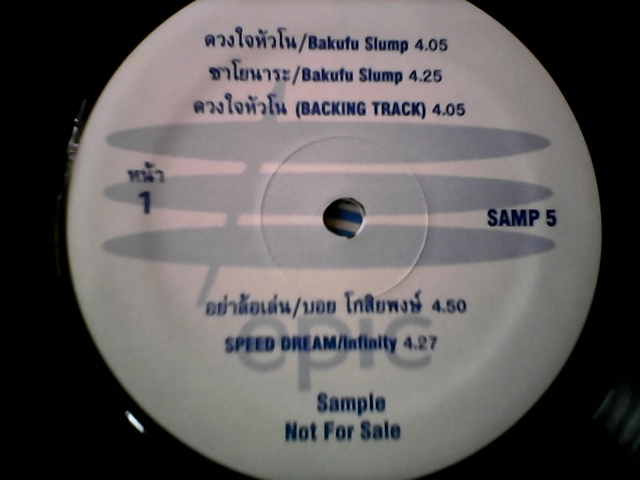 ดวงใจหัวโน/Bakufu Slump 4.05
ซาโยนาระ/Bakufu Slump 4.25
ดวงใจหัวโน (BACKING TRACK) 4.05
หน้า
1
SAMP 5
อย่าล้อเล่น/บอย โกสิยพงษ์ 4.50
SPEED DREAM/Infinity 4.27
epic
Sample
Not For Sale